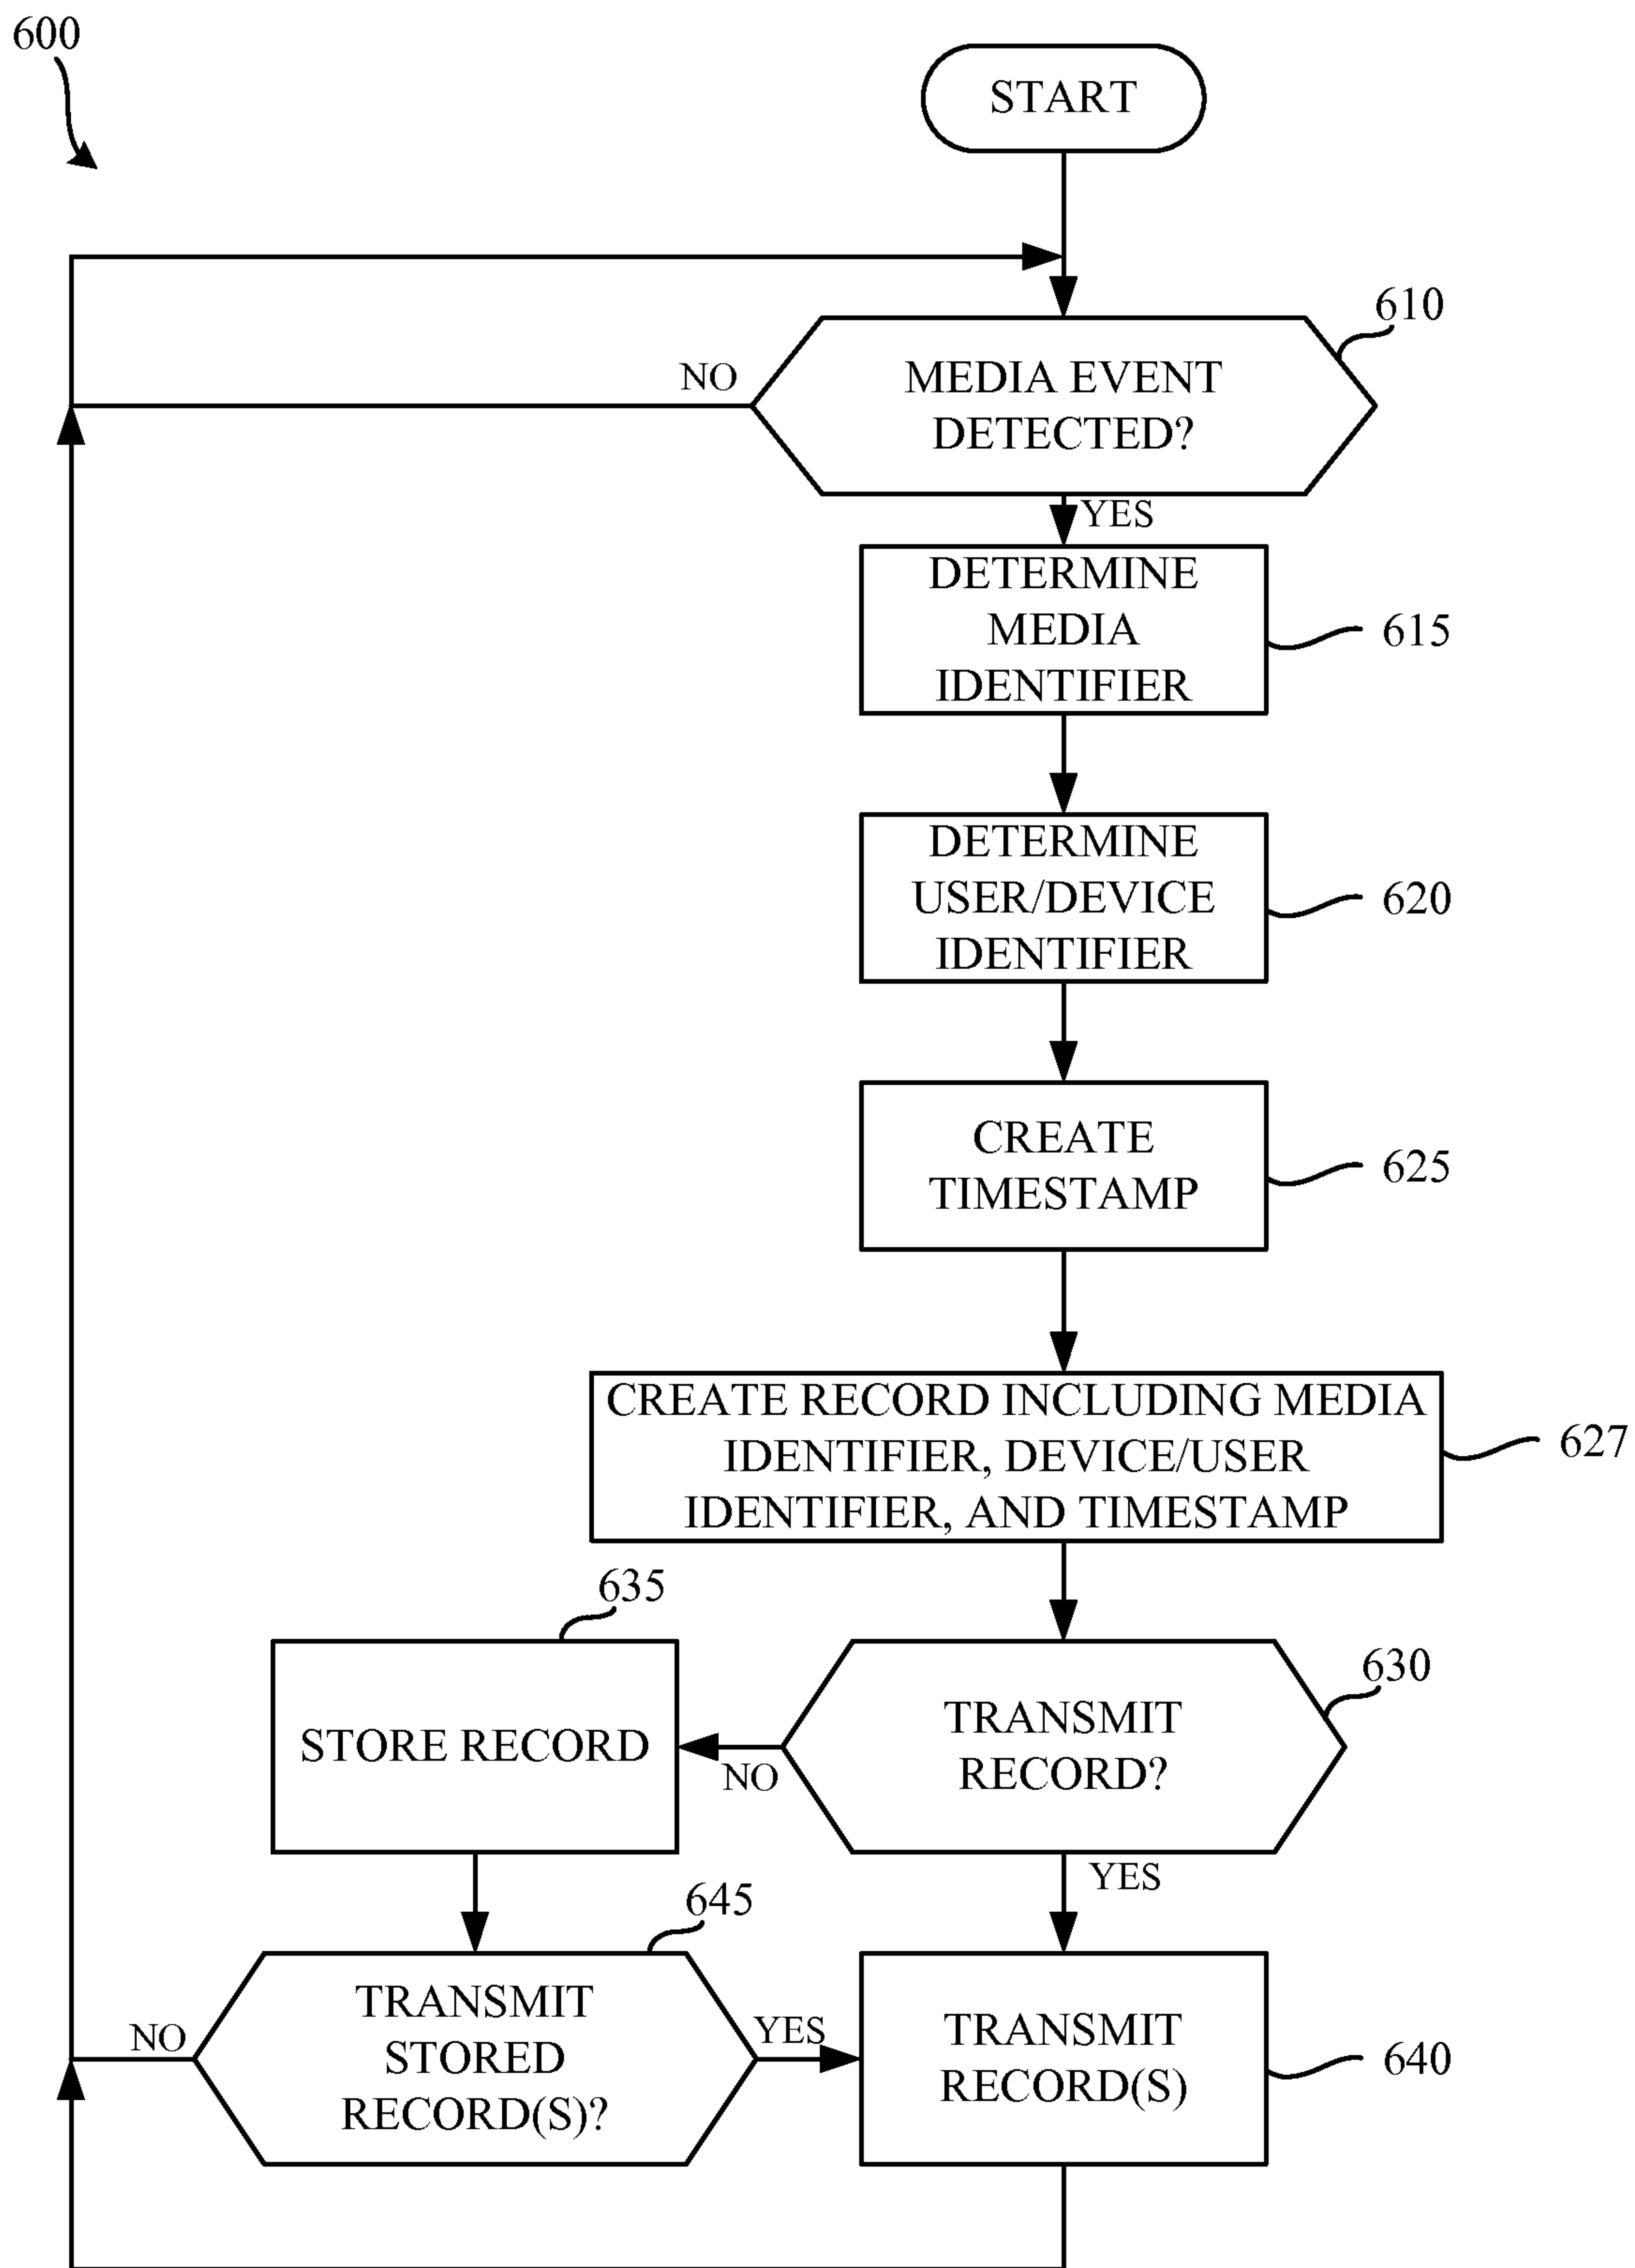 600
START
610
NO
MEDIA EVENT
DETECTED?
YES
DETERMINE
MEDIA
IDENTIFIER
615
DETERMINE
USER/DEVICE
IDENTIFIER
620
CREATE
TIMESTAMP
625
CREATE RECORD INCLUDING MEDIA
IDENTIFIER, DEVICE/USER
IDENTIFIER, AND TIMESTAMP
627
635
630
STORE RECORD
NO
TRANSMIT
RECORD?
YES
645
NO
TRANSMIT
STORED
RECORD(S)?
YES
TRANSMIT
RECORD(S)
640